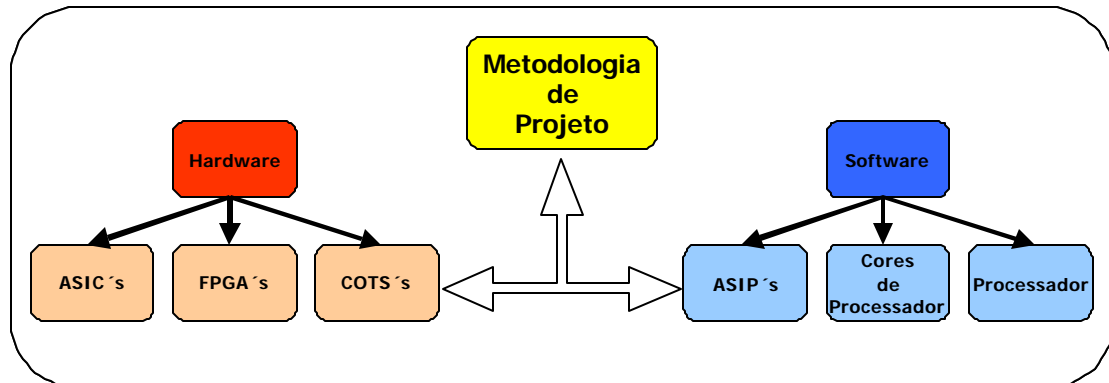 Metodologia
de
Projeto
Hardware
Software
ASIC´s
FPGA´s
COTS´s
ASIP´s
Cores
de
Processador
Processador